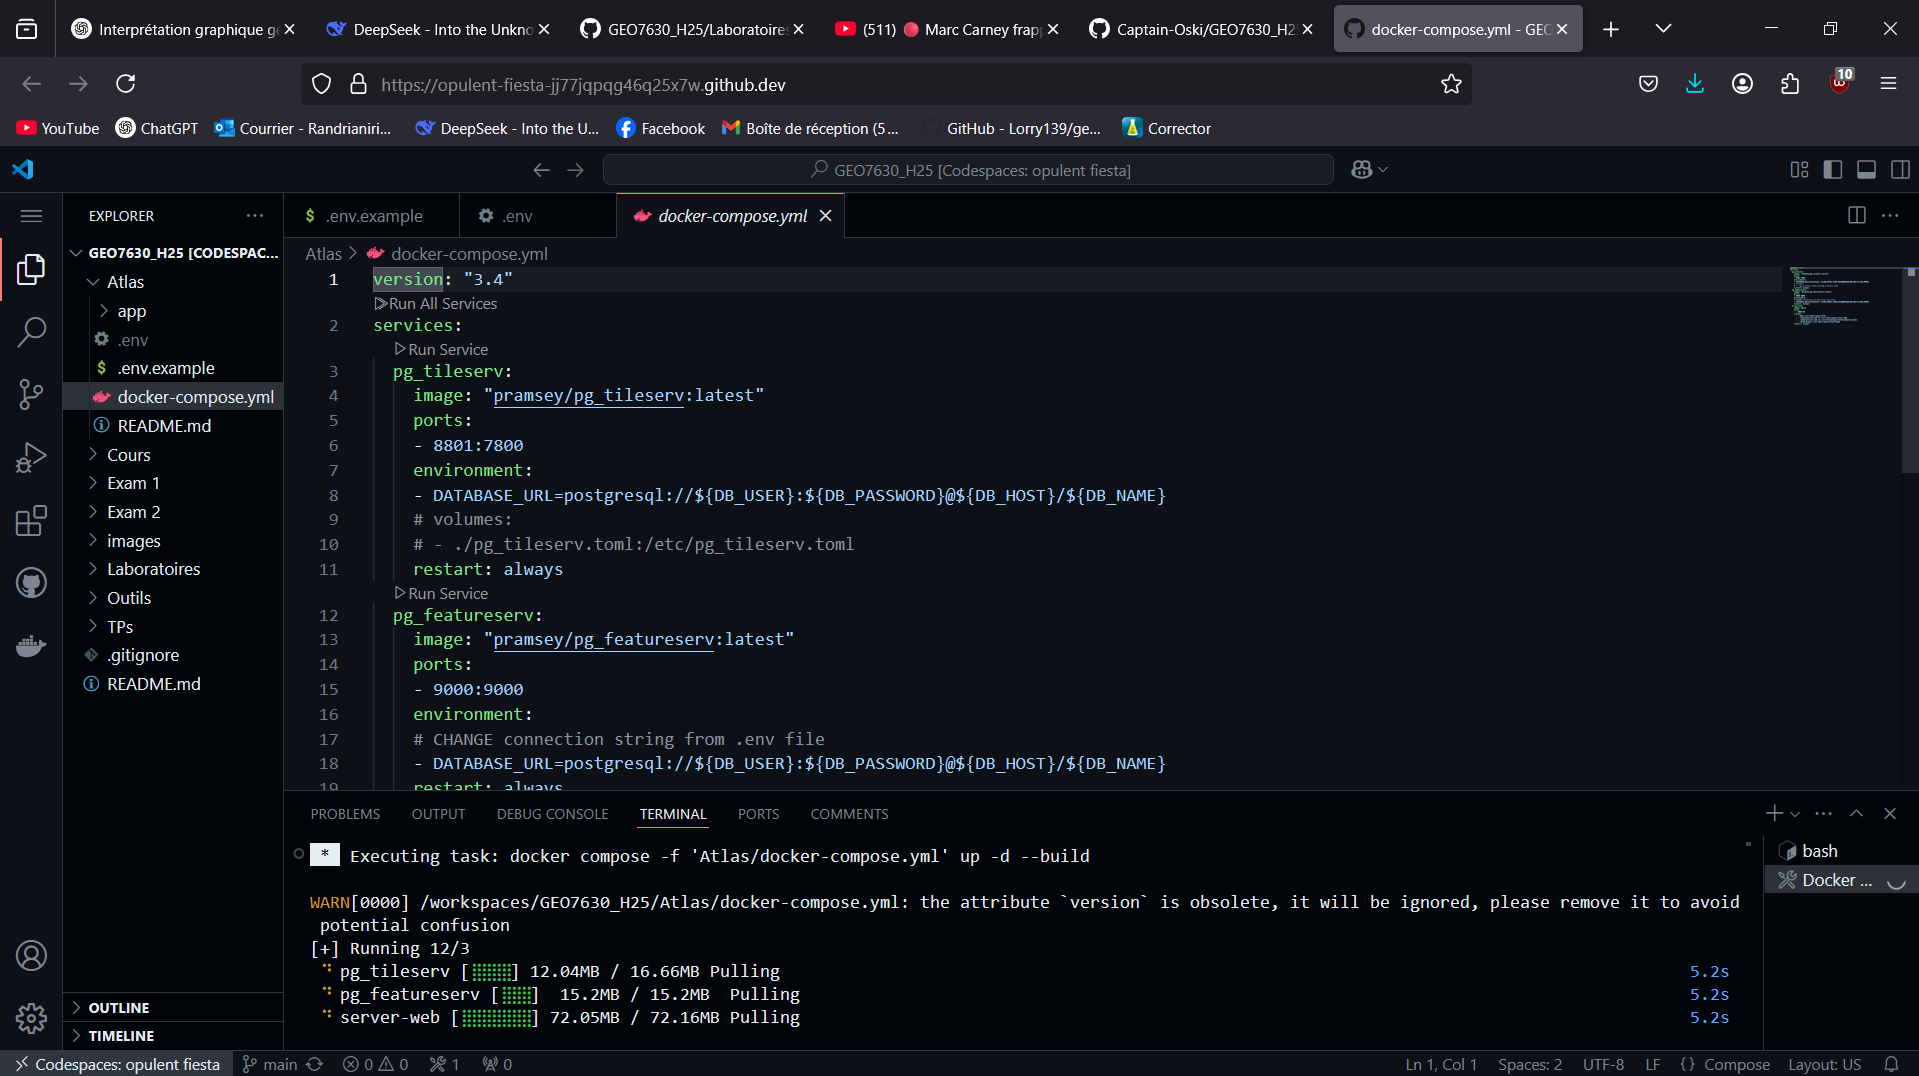 Interprétation graphique ge
DeepSeek - Into the Unkno
GEO7630_H25/Laboratoires
(511) 🔴 Marc Carney frapp
Captain-Oski/GEO7630_H25
docker-compose.yml - GEO
https://opulent-fiesta-jj77jqpqg46q25x7w.github.dev
10
YouTube
ChatGPT
Courrier - Randrianiri...
DeepSeek - Into the U...
Facebook
Boîte de réception (5 ...
GitHub - Lorry139/ge...
Corrector
GEO7630_H25 [Codespaces: opulent fiesta]
EXPLORER
GEO7630_H25 [CODESPAC...
Atlas
app
.env
.env.example
docker-compose.yml
README.md
Cours
Exam 1
Exam 2
images
Laboratoires
Outils
TPs
.gitignore
README.md
OUTLINE
TIMELINE
.env.example
.env
docker-compose.yml
Atlas > docker-compose.yml
1 version: "3.4"
Run All Services
2 services:
Run Service
3 pg_tileserv:
4 image: "pramsey/pg_tileserv:latest"
5 ports:
6 - 8801:7800
7 environment:
8 - DATABASE_URL=postgresql://${DB_USER}:${DB_PASSWORD}@${DB_HOST}/${DB_NAME}
9 # volumes:
10 # - ./pg_tileserv.toml:/etc/pg_tileserv.toml
11 restart: always
Run Service
12 pg_featureserv:
13 image: "pramsey/pg_featureserv:latest"
14 ports:
15 - 9000:9000
16 environment:
17 # CHANGE connection string from .env file
18 - DATABASE_URL=postgresql://${DB_USER}:${DB_PASSWORD}@${DB_HOST}/${DB_NAME}
19 restart: always
PROBLEMS
OUTPUT
DEBUG CONSOLE
TERMINAL
PORTS
COMMENTS
* Executing task: docker compose -f 'Atlas/docker-compose.yml' up -d --build
WARN[0000] /workspaces/GEO7630_H25/Atlas/docker-compose.yml: the attribute `version` is obsolete, it will be ignored, please remove it to avoid
potential confusion
[+] Running 12/3
pg_tileserv [⣿⣿⣿⣿] 12.04MB / 16.66MB Pulling 5.2s
pg_featureserv [⣿⣿⣿] 15.2MB / 15.2MB Pulling 5.2s
server-web [⣿⣿⣿⣿⣿⣿⣿] 72.05MB / 72.16MB Pulling 5.2s
bash
Docker ...
Codespaces: opulent fiesta
main
0
0
1
0
Ln 1, Col 1
Spaces: 2
UTF-8
LF
{} Compose
Layout: US